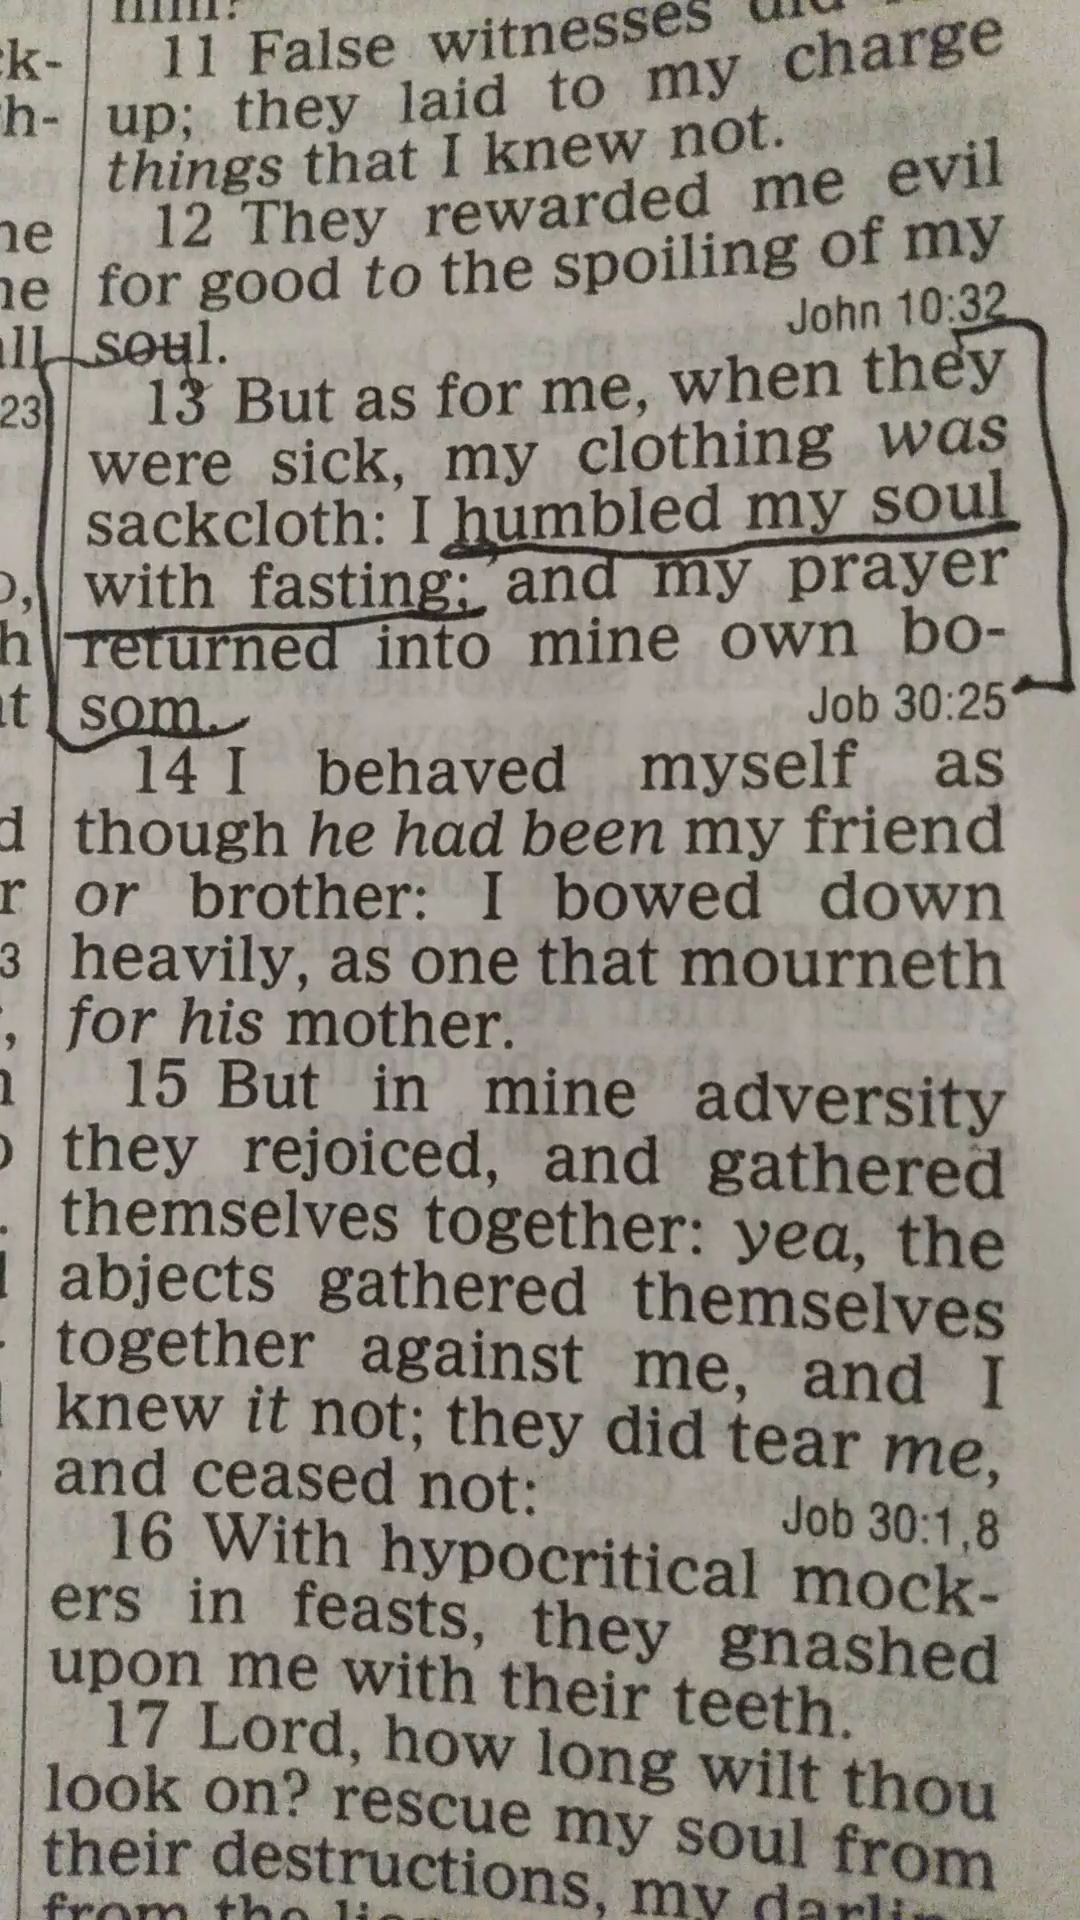 11 False witnesses did
up; they laid to my charge
things that I knew not.
12 They rewarded me evil
for good to the spoiling of my
soul.
John 10:32
13 But as for me, when they
were sick, my clothing was
sackcloth: I humbled my soul
with fasting; and my prayer
returned into mine own bo-
som.
Job 30:25
14 I behaved myself as
though he had been my friend
or brother: I bowed down
heavily, as one that mourneth
for his mother.
15 But in mine adversity
they rejoiced, and gathered
themselves together: yea, the
abjects gathered themselves
together against me, and I
knew it not; they did tear me,
and ceased not:
Job 30:1,8
16 With hypocritical mock-
ers in feasts, they gnashed
upon me with their teeth.
17 Lord, how long wilt thou
look on? rescue my soul from
their destructions, my
from the